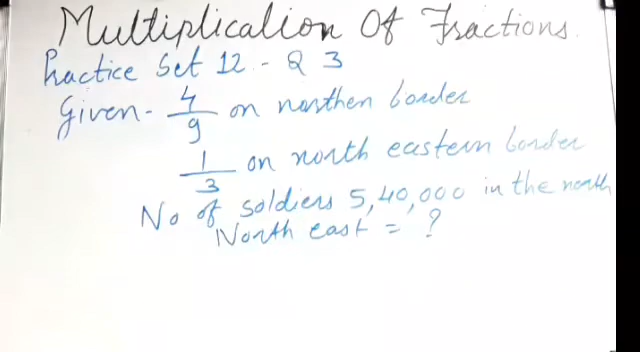 Multiplication Of Fractions.
Practice Set 12 - Q 3
Given - 4/9 on northen border
1/3 on north eastern border
No of soldiers 5,40,000 in the north
North east = ?